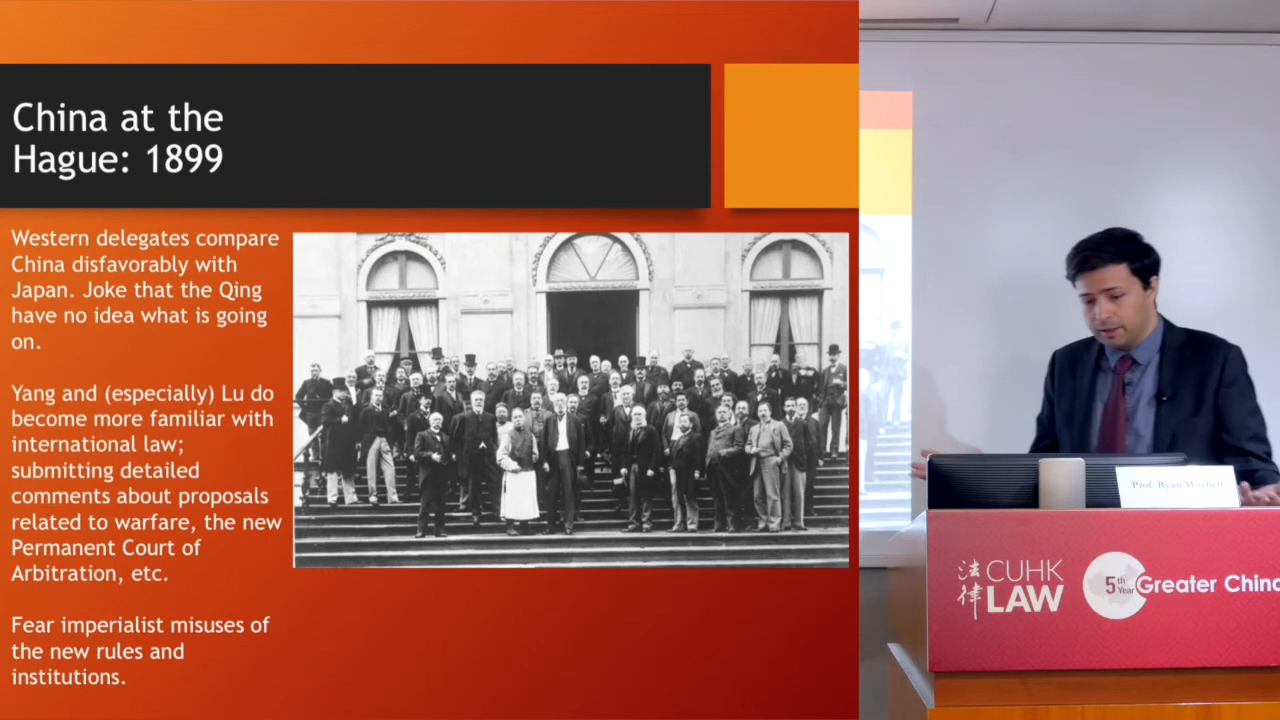 China at the
Hague: 1899
Western delegates compare
China disfavorably with
Japan. Joke that the Qing
have no idea what is going
on.
Yang and (especially) Lu do
become more familiar with
international law;
submitting detailed
comments about proposals
related to warfare, the new
Permanent Court of
Arbitration, etc.
Fear imperialist misuses of
the new rules and
institutions.
Prof. Ryan Mitchell
法律
CUHK
LAW
5th
Year
Greater China